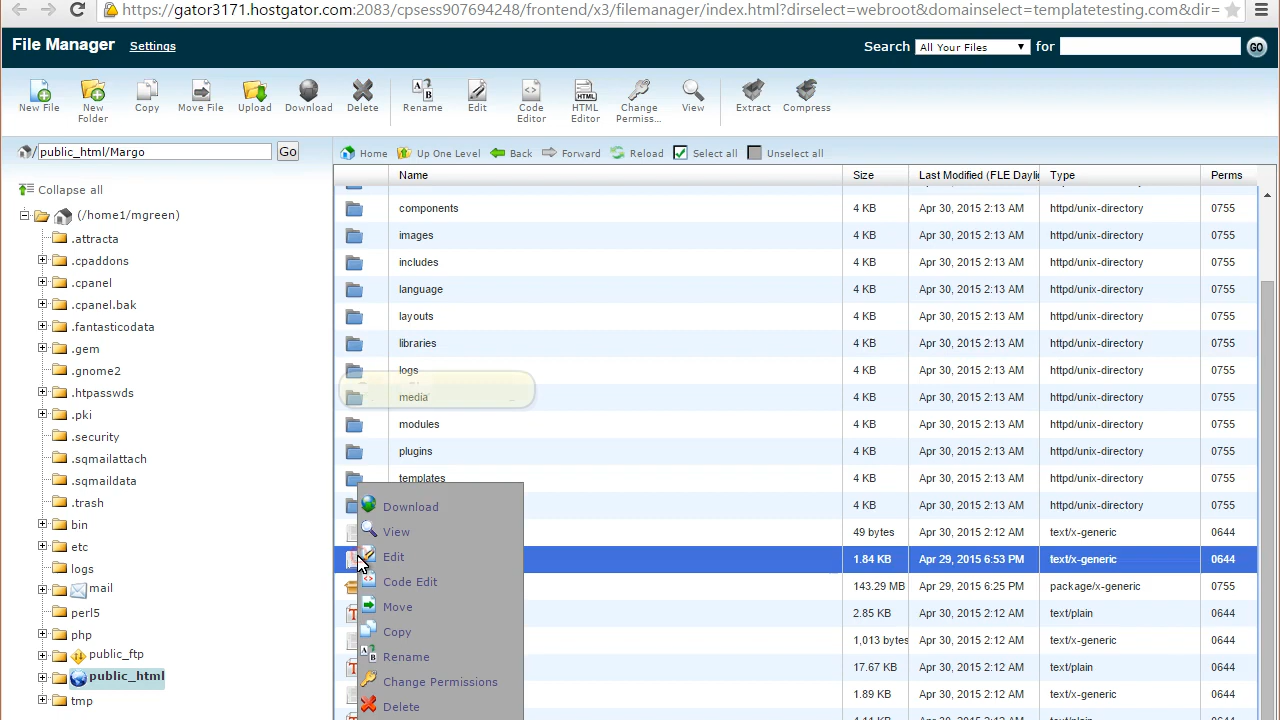 https://gator3171.hostgator.com:2083/cpsess907694248/frontend/x3/filemanager/index.html?dirselect=webroot&domainselect=templatetesting.com&dir=
File Manager Settings
Search All Your Files for GO
New File New Folder Copy Move File Upload Download Delete Rename Edit Code Editor HTML Editor Change Permiss... View Extract Compress
/ public_html/Margo Go
Home Up One Level Back Forward Reload Select all Unselect all
Collapse all
(/home1/mgreen)
.attracta
.cpaddons
.cpanel
.cpanel.bak
.fantasticodata
.gem
.gnome2
.htpasswds
.pki
.security
.sqmailattach
.sqmaildata
.trash
bin
etc
logs
mail
perl5
php
public_ftp
public_html
tmp
Name Size Last Modified (FLE Dayli Type Perms
components 4 KB Apr 30, 2015 2:13 AM httpd/unix-directory 0755
images 4 KB Apr 30, 2015 2:13 AM httpd/unix-directory 0755
includes 4 KB Apr 30, 2015 2:13 AM httpd/unix-directory 0755
language 4 KB Apr 30, 2015 2:13 AM httpd/unix-directory 0755
layouts 4 KB Apr 30, 2015 2:13 AM httpd/unix-directory 0755
libraries 4 KB Apr 30, 2015 2:13 AM httpd/unix-directory 0755
logs 4 KB Apr 30, 2015 2:13 AM httpd/unix-directory 0755
media 4 KB Apr 30, 2015 2:13 AM httpd/unix-directory 0755
modules 4 KB Apr 30, 2015 2:13 AM httpd/unix-directory 0755
plugins 4 KB Apr 30, 2015 2:13 AM httpd/unix-directory 0755
templates 4 KB Apr 30, 2015 2:13 AM httpd/unix-directory 0755
4 KB Apr 30, 2015 2:13 AM httpd/unix-directory 0755
49 bytes Apr 30, 2015 2:12 AM text/x-generic 0644
1.84 KB Apr 29, 2015 6:53 PM text/x-generic 0644
143.29 MB Apr 29, 2015 6:25 PM package/x-generic 0755
2.85 KB Apr 30, 2015 2:12 AM text/plain 0644
1,013 bytes Apr 30, 2015 2:12 AM text/x-generic 0644
17.67 KB Apr 30, 2015 2:12 AM text/plain 0644
1.89 KB Apr 30, 2015 2:12 AM text/x-generic 0644
Download
View
Edit
Code Edit
Move
Copy
Rename
Change Permissions
Delete